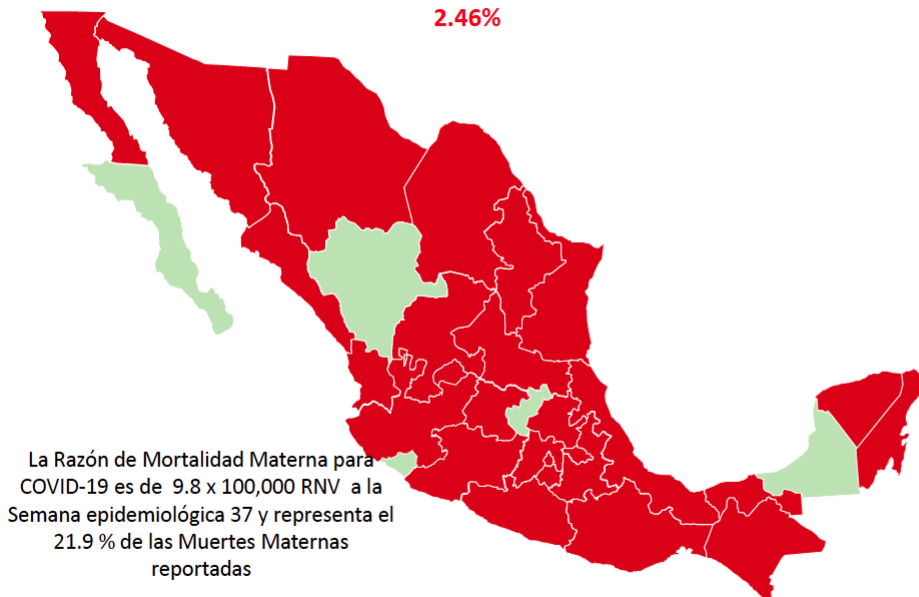 2.46%
La Razón de Mortalidad Materna para
COVID-19 es de 9.8 x 100,000 RNV a la
Semana epidemiológica 37 y representa el
21.9 % de las Muertes Maternas
reportadas